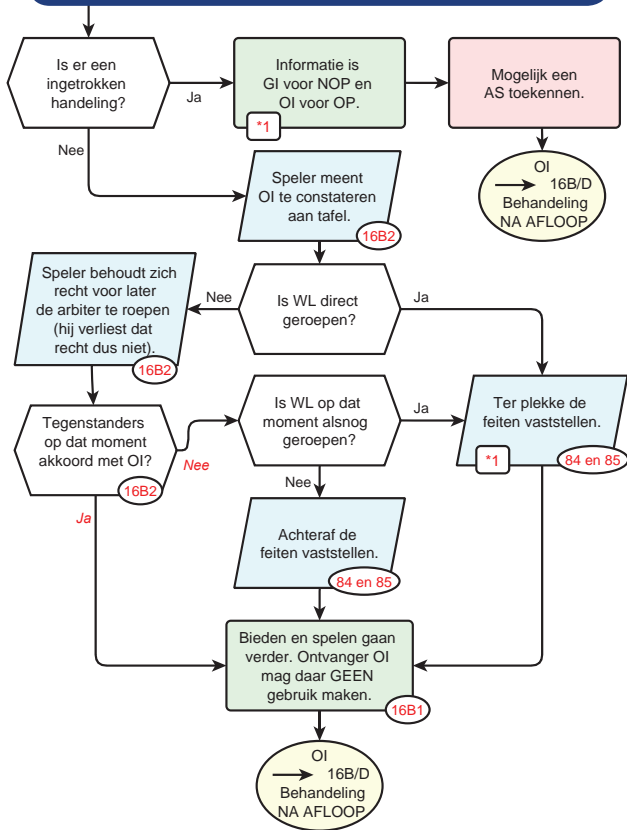 Is er een
ingetrokken
handeling?
Ja
Informatie is
GI voor NOP en
OI voor OP.
*1
Mogelijk een
AS toekennen.
Nee
OI
16B/D
Behandeling
NA AFLOOP
Speler meent
OI te constateren
aan tafel.
16B2
Speler behoudt zich
recht voor later
de arbiter te roepen
(hij verliest dat
recht dus niet).
16B2
Nee
Is WL direct
geroepen?
Ja
Tegenstanders
op dat moment
akkoord met OI?
16B2
Nee
Ja
Is WL op dat
moment alsnog
geroepen?
Ja
Nee
Ter plekke de
feiten vaststellen.
*1
84 en 85
Achteraf de
feiten vaststellen.
84 en 85
Bieden en spelen gaan
verder. Ontvanger OI
mag daar GEEN
gebruik maken.
16B1
OI
16B/D
Behandeling
NA AFLOOP